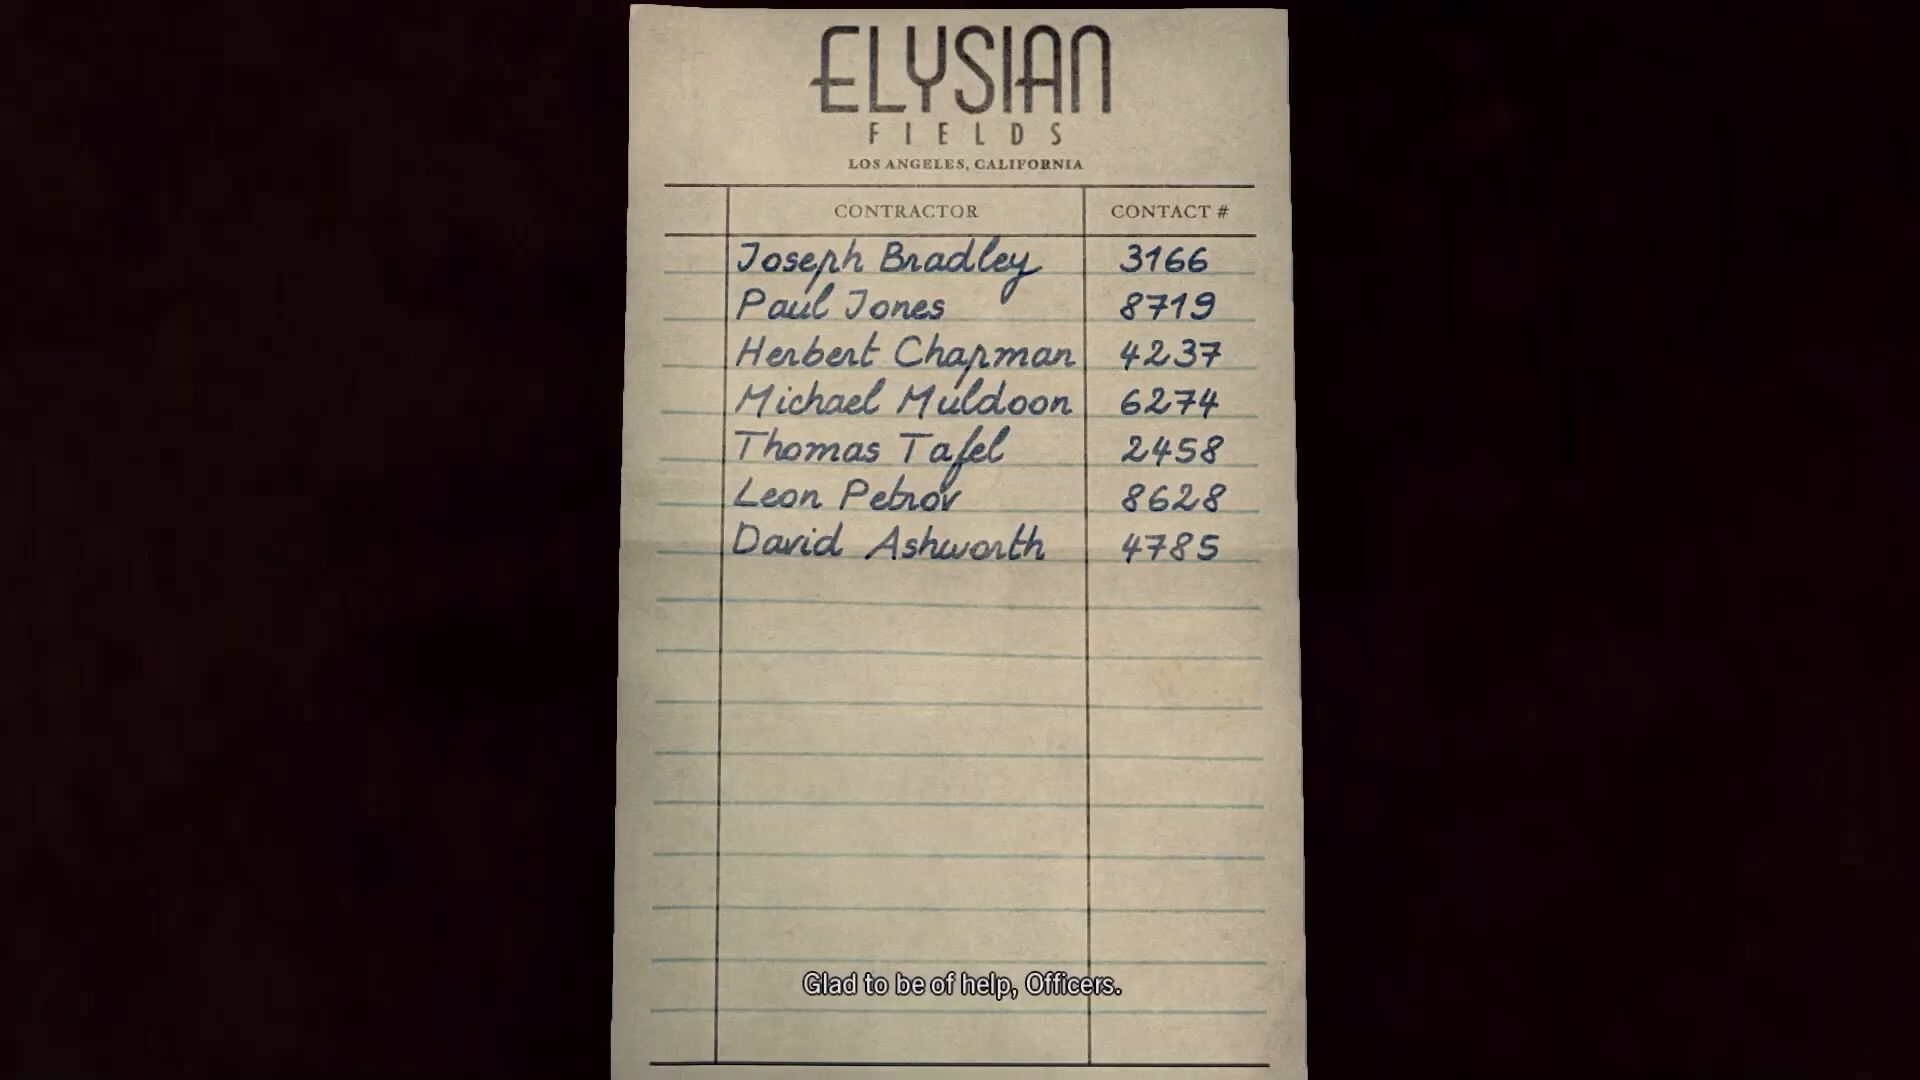 ELYSIAN
FIELDS
LOS ANGELES, CALIFORNIA
CONTRACTOR CONTACT #
Joseph Bradley 3166
Paul Jones 8719
Herbert Chapman 4237
Michael Muldoon 6274
Thomas Tafel 2458
Leon Petrov 8628
David Ashworth 4785
Glad to be of help, Officers.